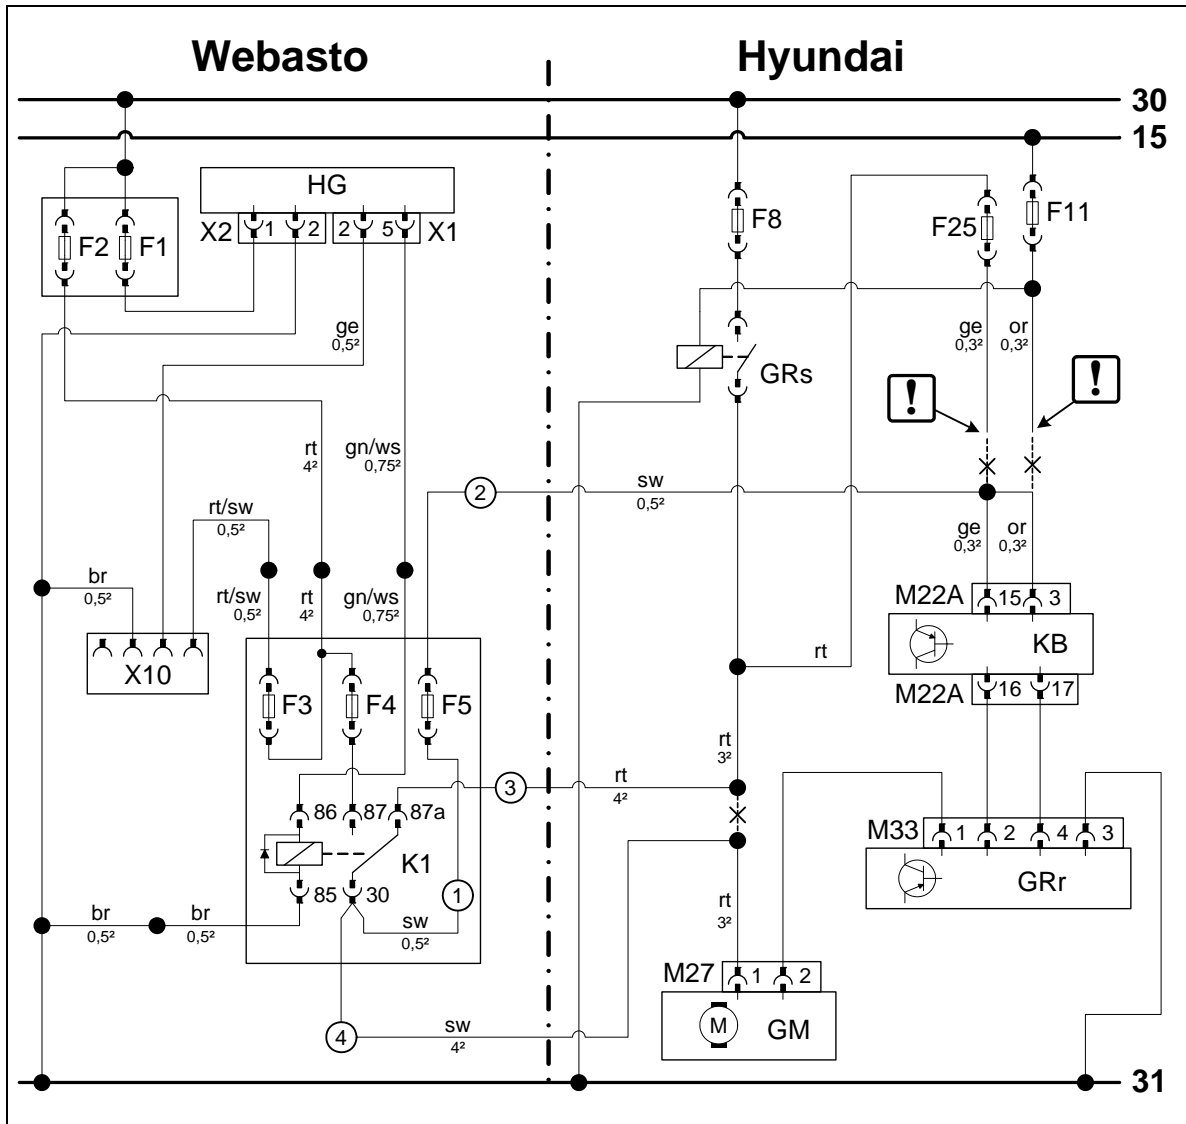 Webasto Hyundai
30
15
HG
X2 1 2 2 5 X1
F2 F1
F8
F25
F11
ge
0,5²
ge or
0,3² 0,3²
GRs
! !
rt
4²
gn/ws
0,75²
2
sw
0,5²
rt/sw
0,5²
ge or
0,3² 0,3²
br
0,5²
rt/sw
0,5²
rt
4²
gn/ws
0,75²
M22A 15 3
X10
KB
rt
M22A 16 17
F3 F4 F5
rt
3²
3
rt
4²
86 87 87a
M33 1 2 4 3
K1
GRr
85 30
1
br
0,5²
br
0,5²
sw
0,5²
rt
3²
M27 1 2
M GM
4
sw
4²
31